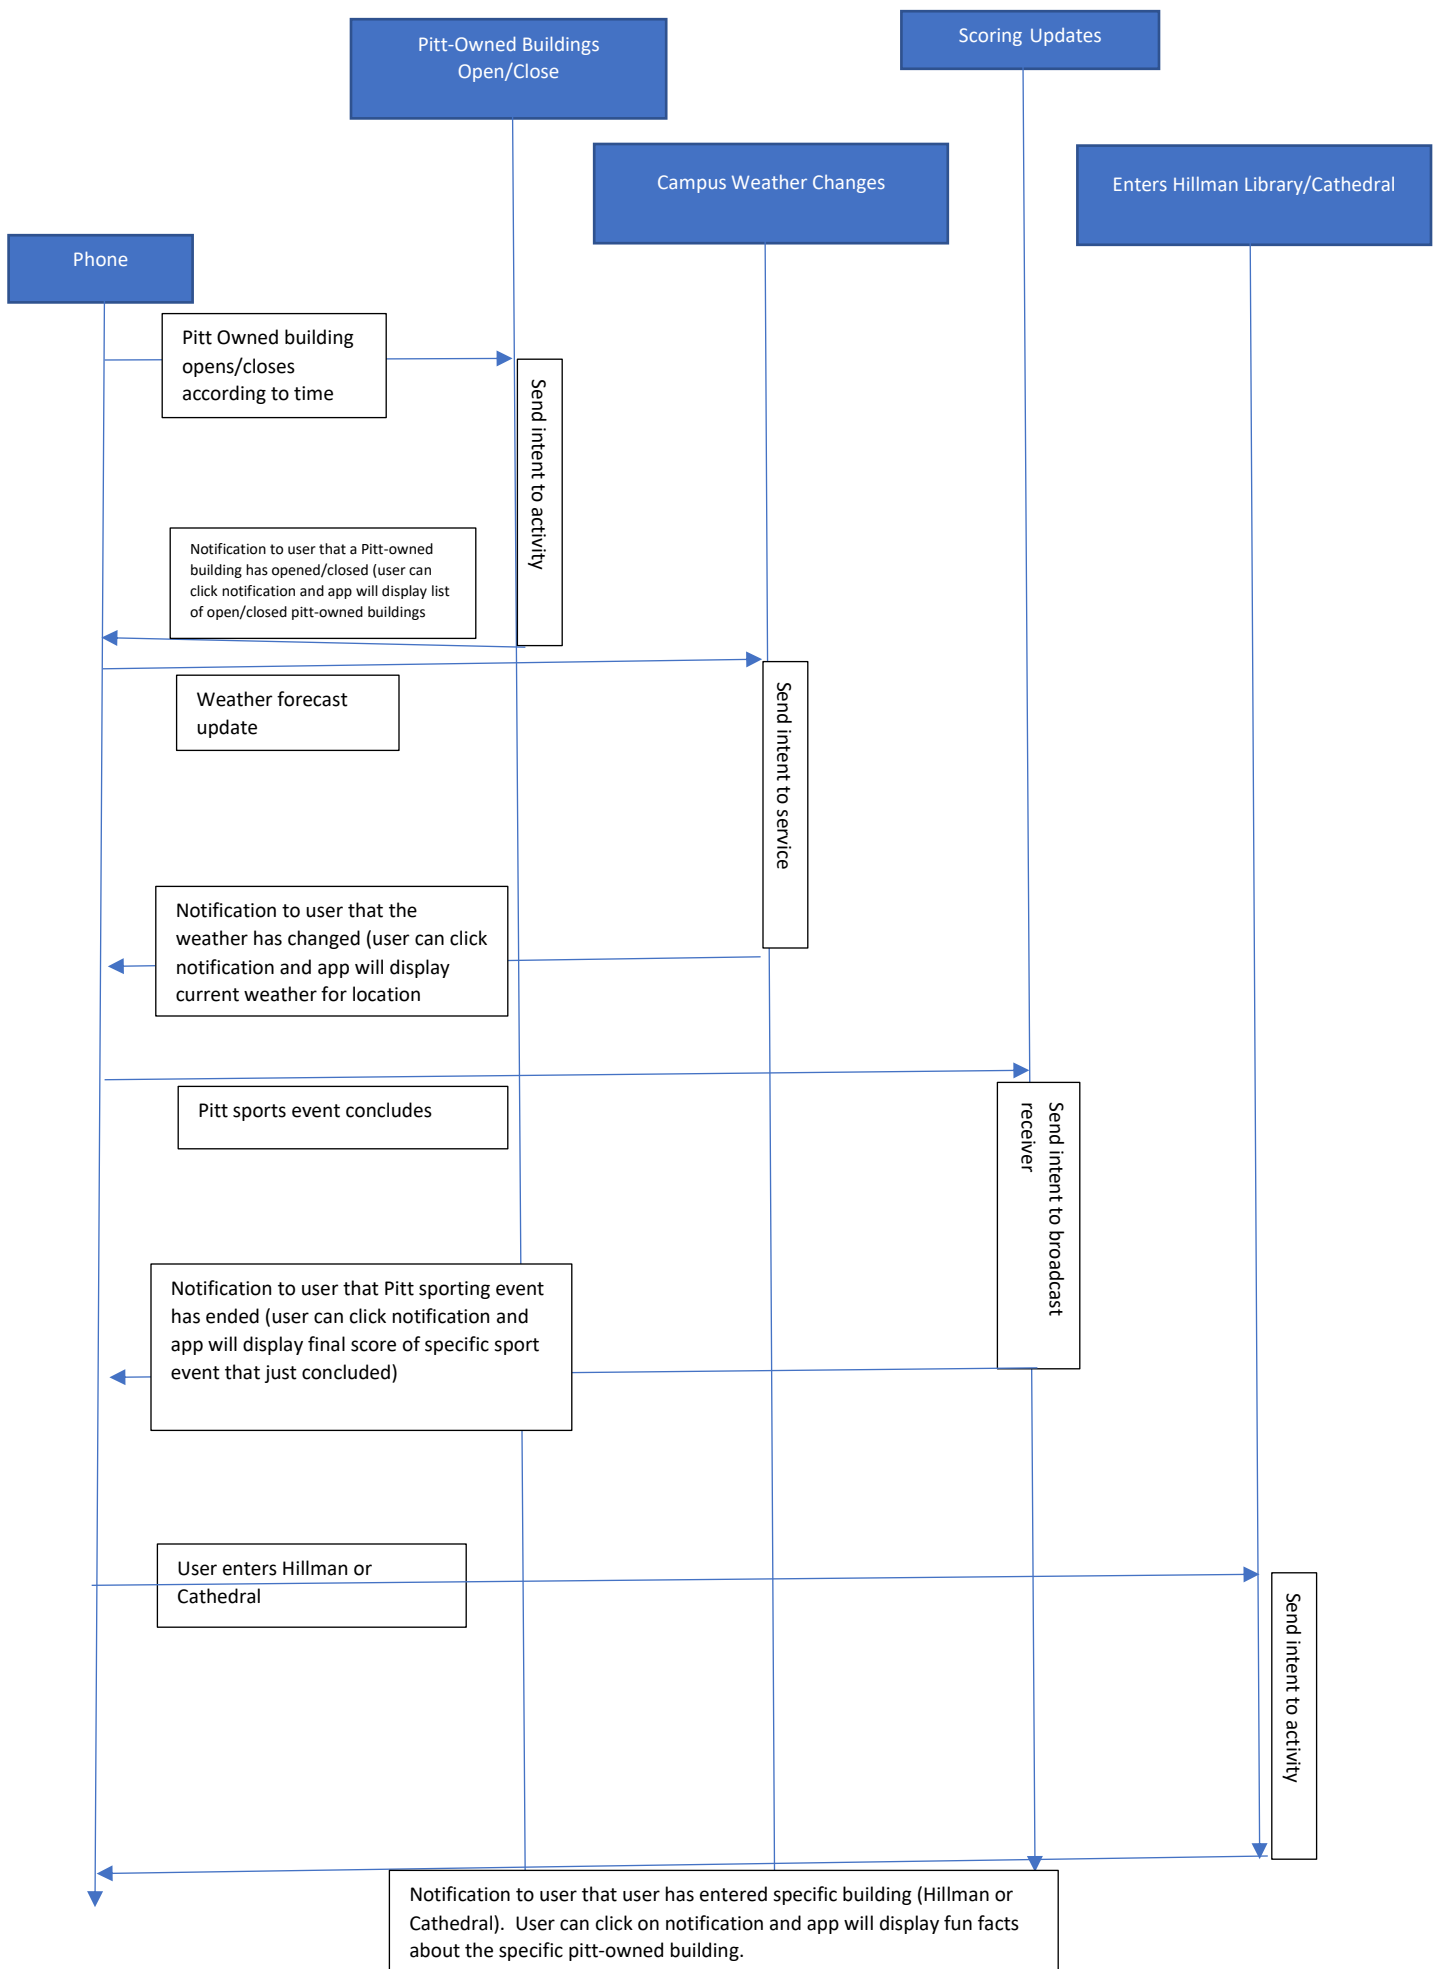 Pitt-Owned Buildings
Open/Close
Scoring Updates
Campus Weather Changes
Enters Hillman Library/Cathedral
Phone
Pitt Owned building
opens/closes
according to time
Send intent to activity
Notification to user that a Pitt-owned
building has opened/closed (user can
click notification and app will display list
of open/closed pitt-owned buildings
Weather forecast
update
Send intent to service
Notification to user that the
weather has changed (user can click
notification and app will display
current weather for location
Pitt sports event concludes
Send intent to broadcast
receiver
Notification to user that Pitt sporting event
has ended (user can click notification and
app will display final score of specific sport
event that just concluded)
User enters Hillman or
Cathedral
Send intent to activity
Notification to user that user has entered specific building (Hillman or
Cathedral).  User can click on notification and app will display fun facts
about the specific pitt-owned building.